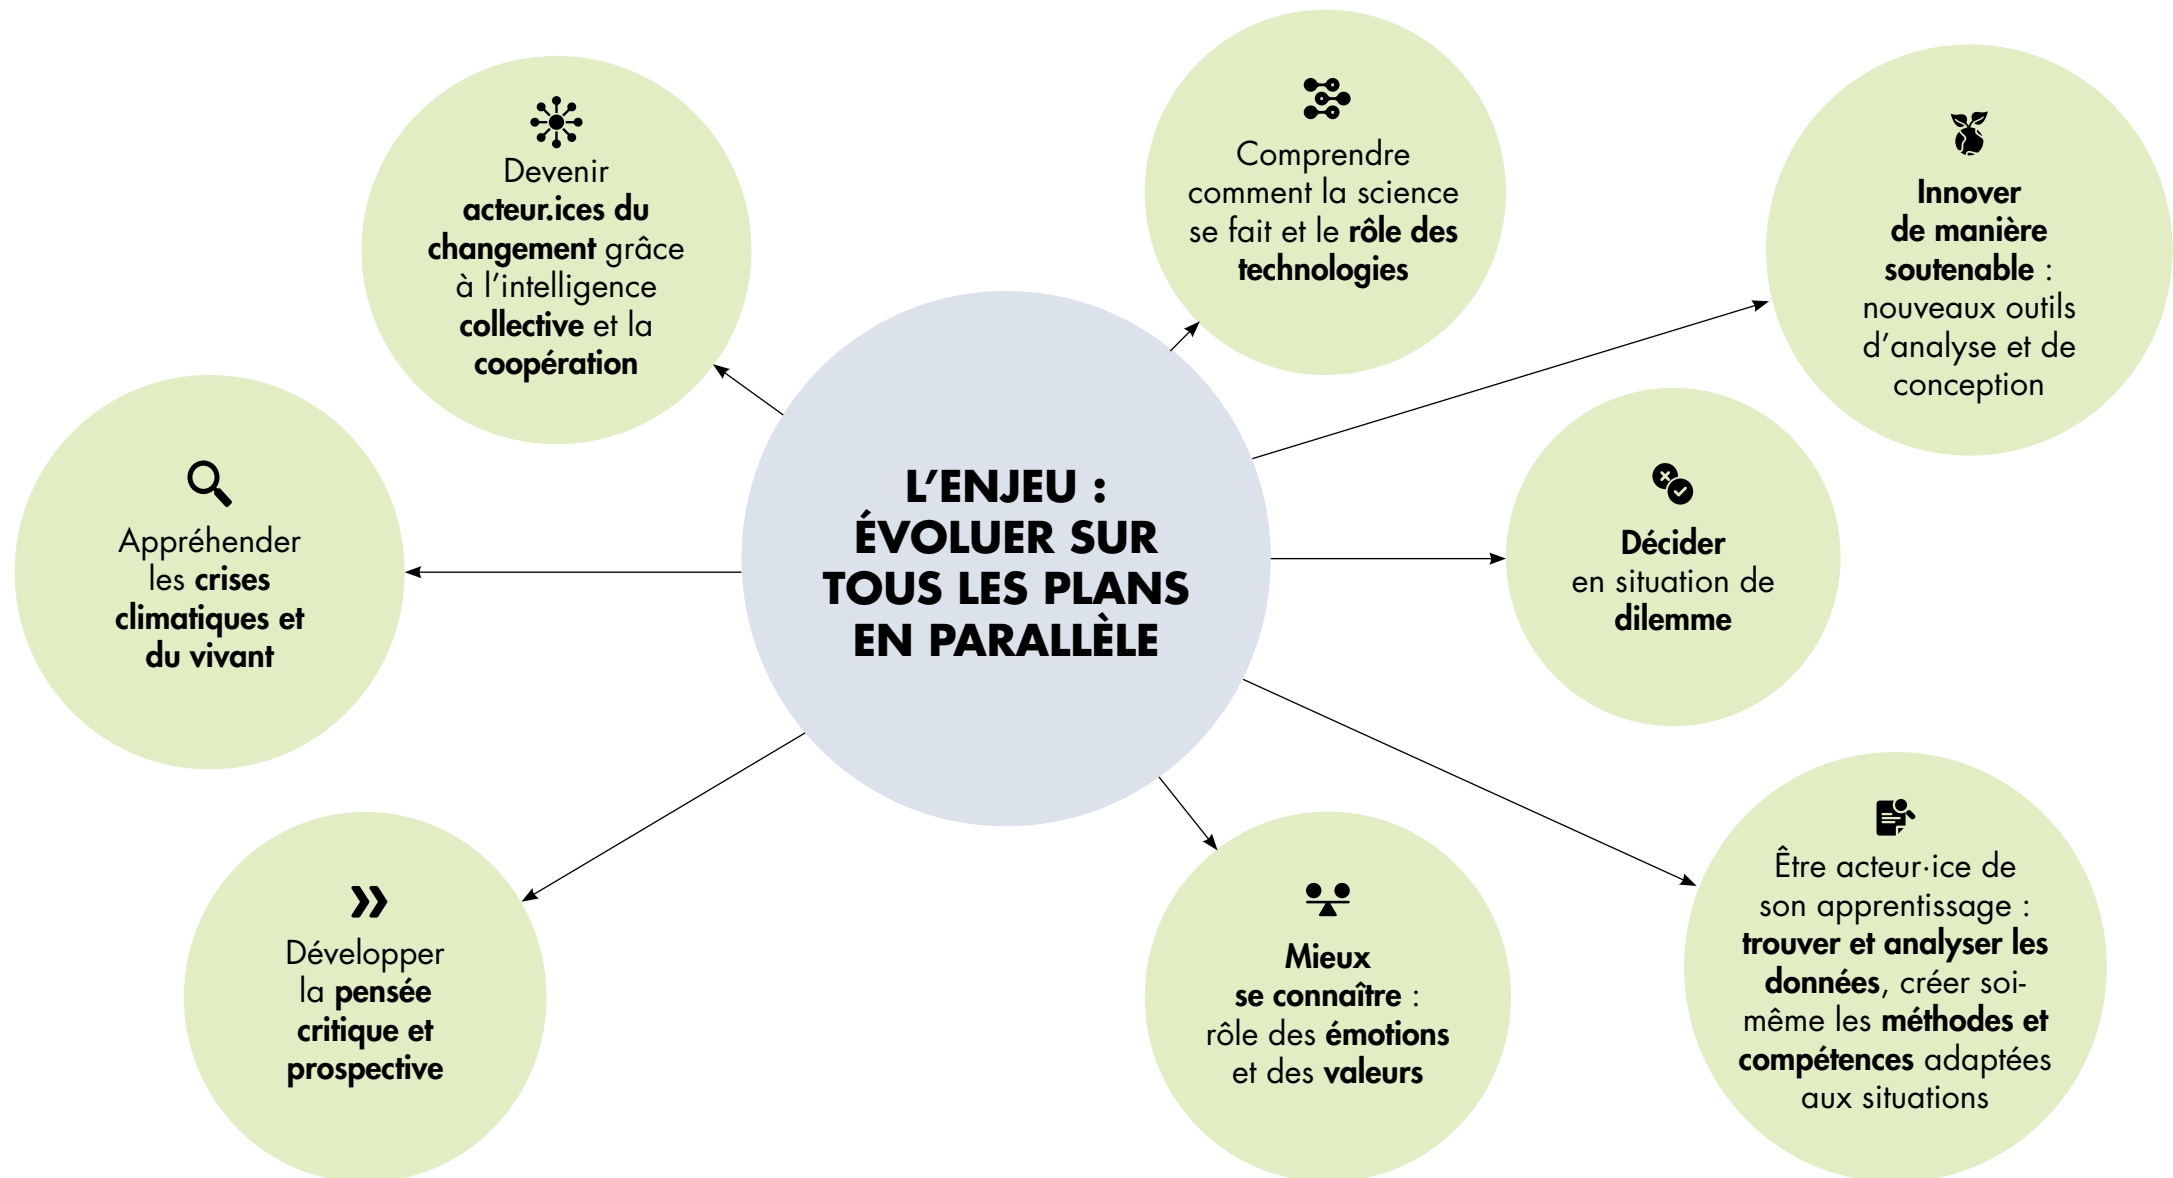 Devenir
acteur.ices du
changement grâce
à l’intelligence
collective et la
coopération
Comprendre
comment la science
se fait et le rôle des
technologies
Innover
de manière
soutenable :
nouveaux outils
d’analyse et de
conception
Appréhender
les crises
climatiques et
du vivant
L’ENJEU :
ÉVOLUER SUR
TOUS LES PLANS
EN PARALLÈLE
Décider
en situation de
dilemme
Développer
la pensée
critique et
prospective
Mieux
se connaître :
rôle des émotions
et des valeurs
Être acteur·ice de
son apprentissage :
trouver et analyser les
données, créer soi-
même les méthodes et
compétences adaptées
aux situations